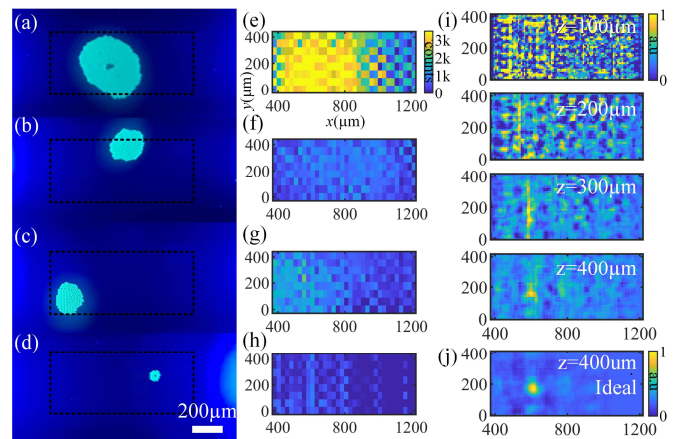 (a)
(b)
(c)
(d)
200µm
(e)
400
200
0
y(µm)
400
800
1200
x(µm)
3k
2k
1k
0
counts
(f)
400
200
0
400
800
1200
(g)
400
200
0
400
800
1200
(h)
400
200
0
400
800
1200
(i)
z=100µm
400
200
0
1
0
a.u
z=200µm
400
200
0
z=300µm
400
200
0
z=400µm
400
200
0
400
800
1200
(j)
z=400um
Ideal
400
200
0
400
800
1200
1
0
a.u